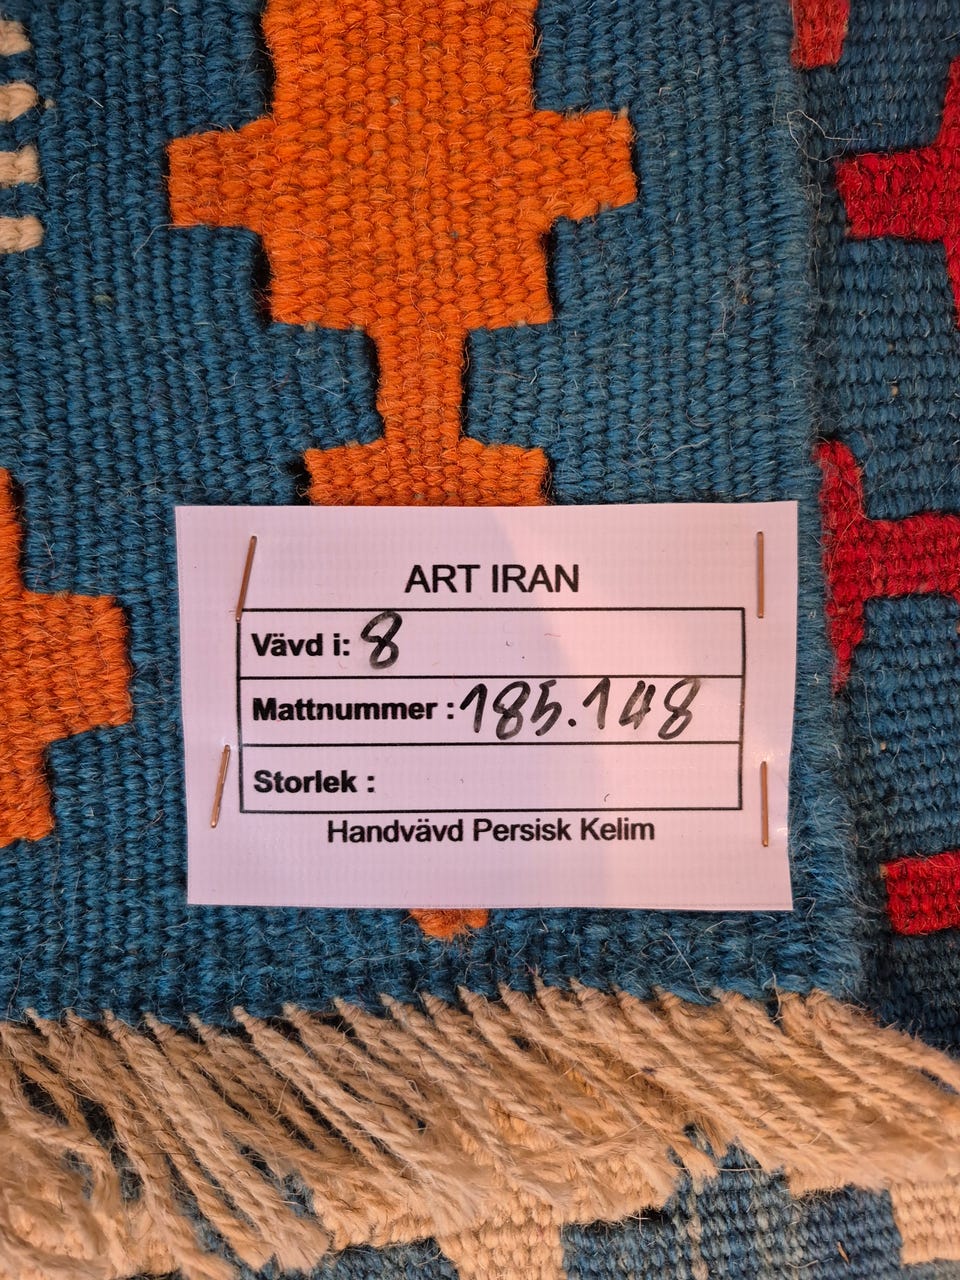 ART IRAN
Vävd i: 8
Mattnummer : 185.148
Storlek :
Handvävd Persisk Kelim